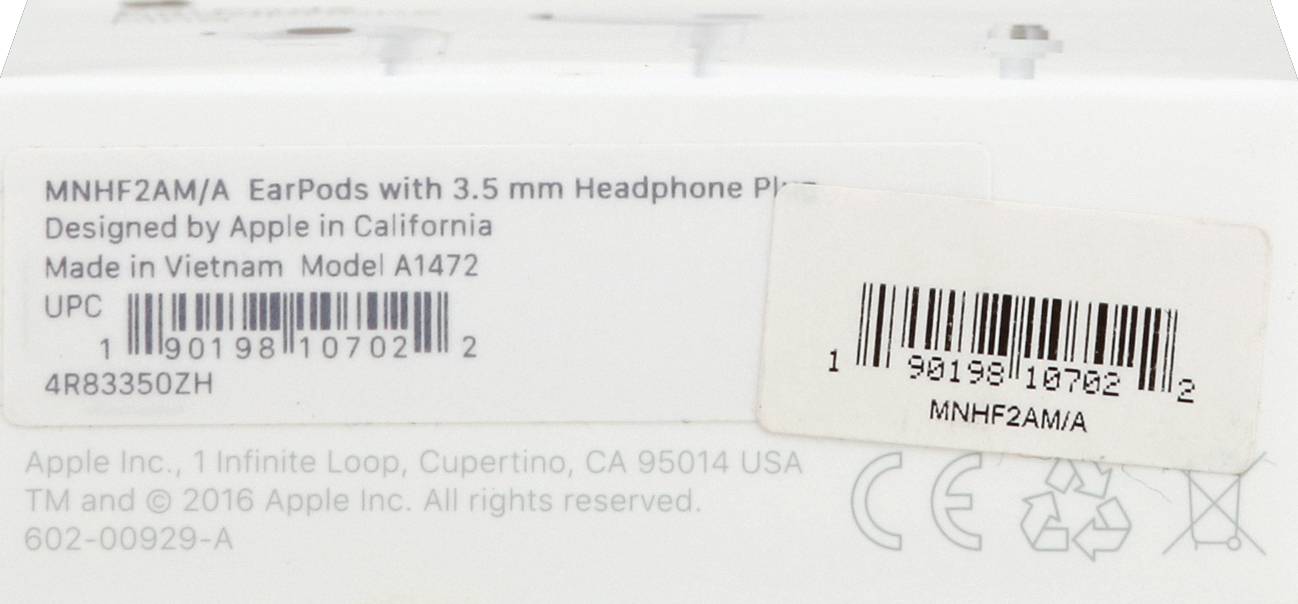 MNHF2AM/A EarPods with 3.5 mm Headphone
Designed by Apple in California
Made in Vietnam Model A1472
UPC
1 90198 10702 2
4R83350ZH
1 90198 10702 2
MNHF2AM/A
Apple Inc., 1 Infinite Loop, Cupertino, CA 95014 USA
TM and © 2016 Apple Inc. All rights reserved.
602-00929-A
CE